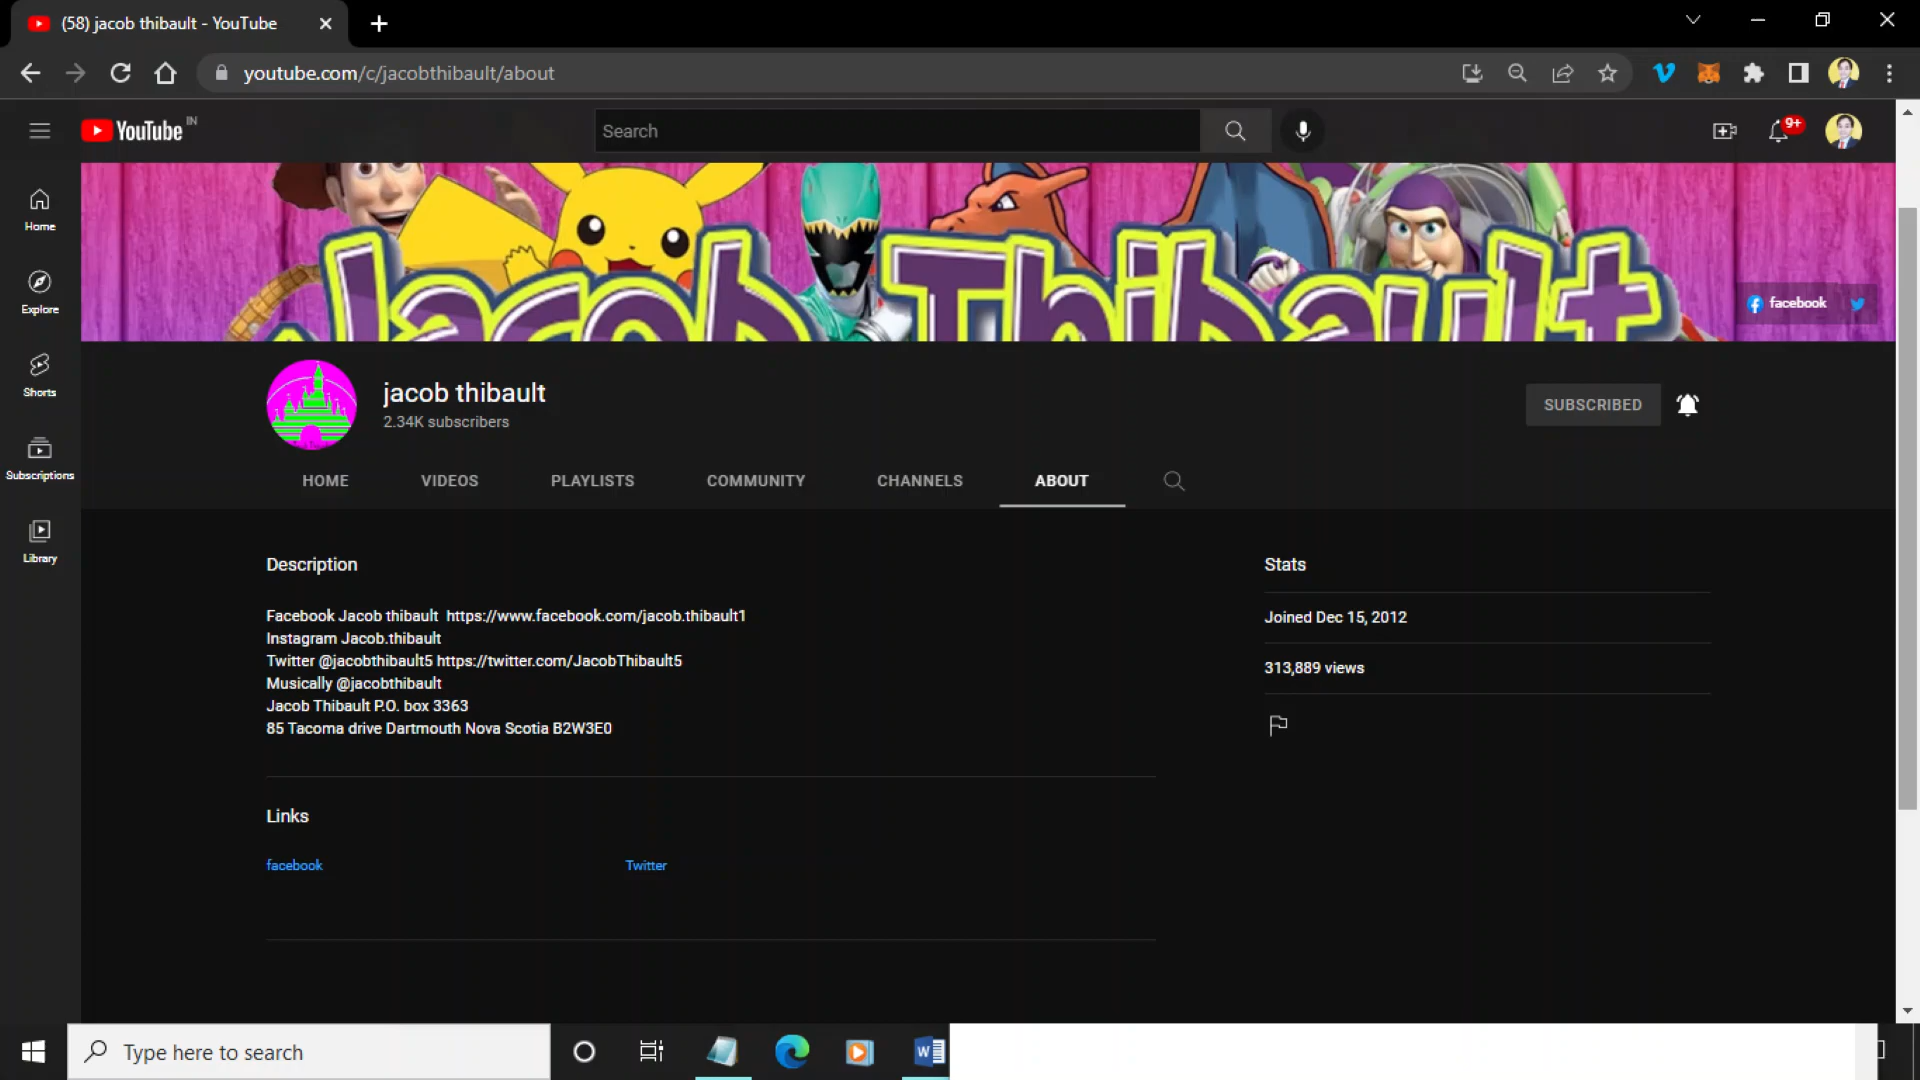 (58) jacob thibault - YouTube
youtube.com/c/jacobthibault/about
YouTube IN
Search
9+
Home
Explore
Shorts
Subscriptions
Library
Jacob Thibault
facebook
jacob thibault
2.34K subscribers
SUBSCRIBED
HOME VIDEOS PLAYLISTS COMMUNITY CHANNELS ABOUT
Description
Facebook Jacob thibault  https://www.facebook.com/jacob.thibault1
Instagram Jacob.thibault
Twitter @jacobthibault5 https://twitter.com/JacobThibault5
Musically @jacobthibault
Jacob Thibault P.O. box 3363
85 Tacoma drive Dartmouth Nova Scotia B2W3E0
Links
facebook Twitter
Stats
Joined Dec 15, 2012
313,889 views
Type here to search
W